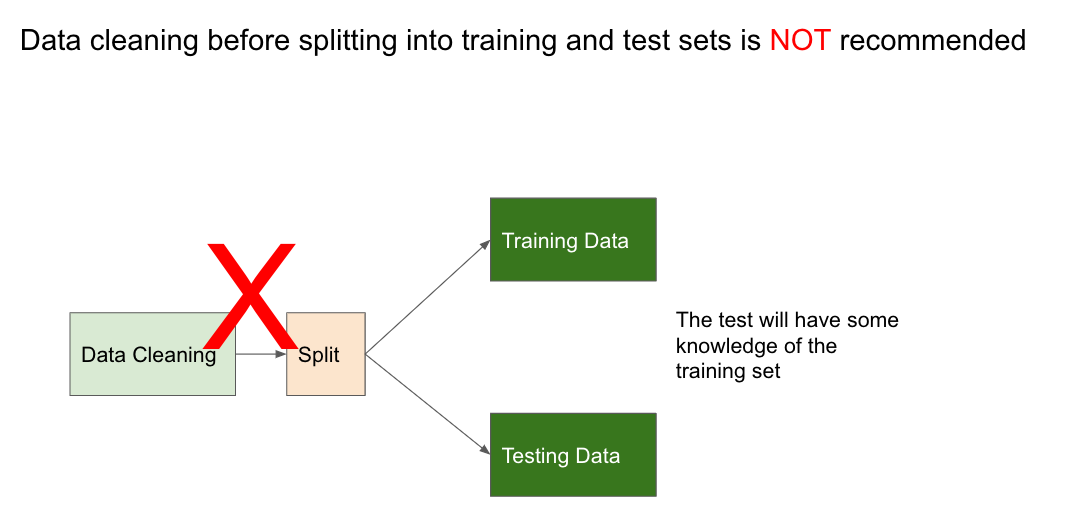 Data cleaning before splitting into training and test sets is NOT recommended
X
Training Data
Data Cleaning
Split
The test will have some
knowledge of the
training set
Testing Data